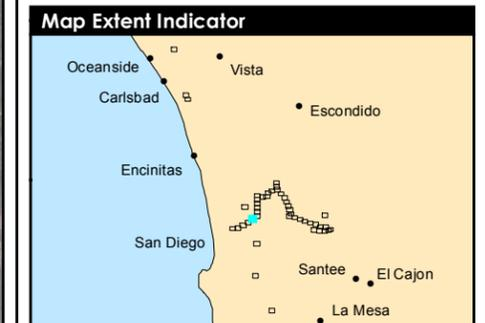 Map Extent Indicator
Oceanside
Vista
Carlsbad
Escondido
Encinitas
San Diego
Santee
El Cajon
La Mesa